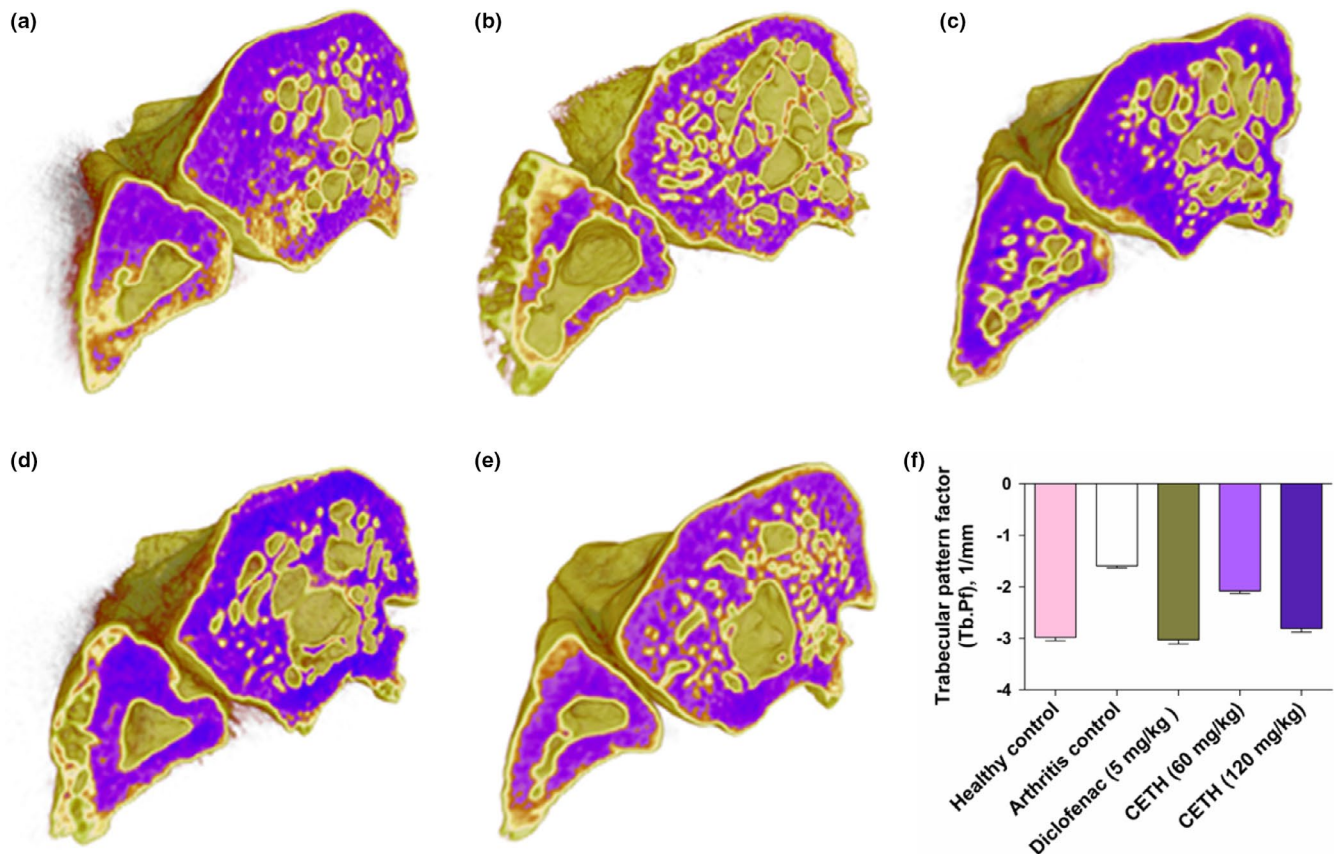 (a)
(b)
(c)
(d)
(e)
(f)
Trabecular pattern factor
(Tb.Pf), 1/mm
0
-1
-2
-3
-4
Healthy control
Arthritis control
Diclofenac (5 mg/kg )
CETH (60 mg/kg)
CETH (120 mg/kg)